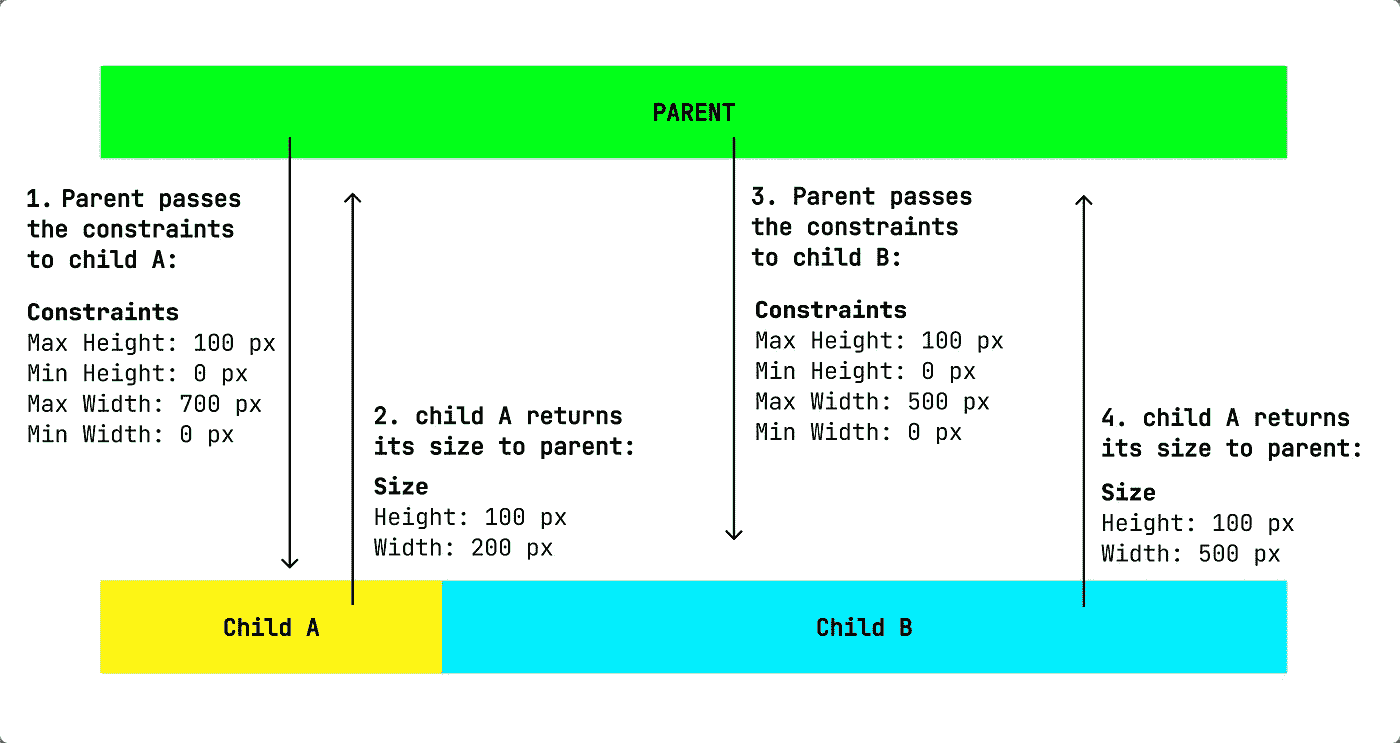 PARENT
1. Parent passes
the constraints
to child A:
Constraints
Max Height: 100 px
Min Height: 0 px
Max Width: 700 px
Min Width: 0 px
2. child A returns
its size to parent:
Size
Height: 100 px
Width: 200 px
3. Parent passes
the constraints
to child B:
Constraints
Max Height: 100 px
Min Height: 0 px
Max Width: 500 px
Min Width: 0 px
4. child A returns
its size to parent:
Size
Height: 100 px
Width: 500 px
Child A
Child B